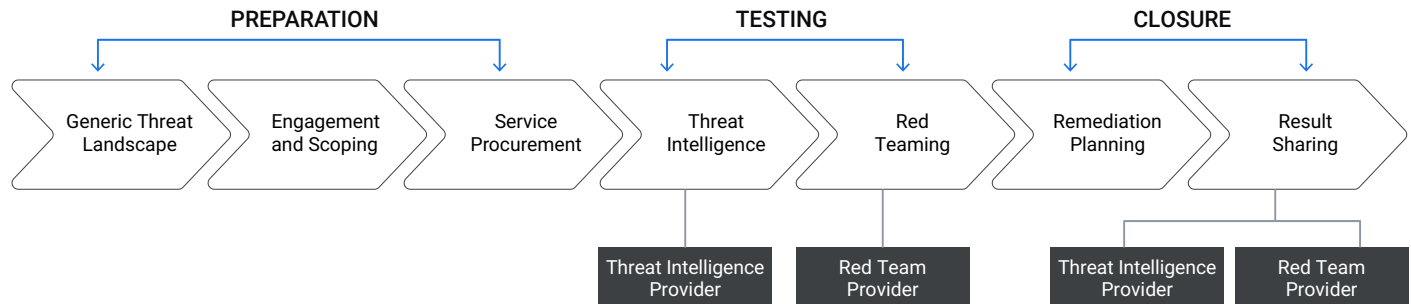 PREPARATION
TESTING
CLOSURE
Generic Threat
Landscape
Engagement
and Scoping
Service
Procurement
Threat
Intelligence
Red
Teaming
Remediation
Planning
Result
Sharing
Threat Intelligence
Provider
Red Team
Provider
Threat Intelligence
Provider
Red Team
Provider